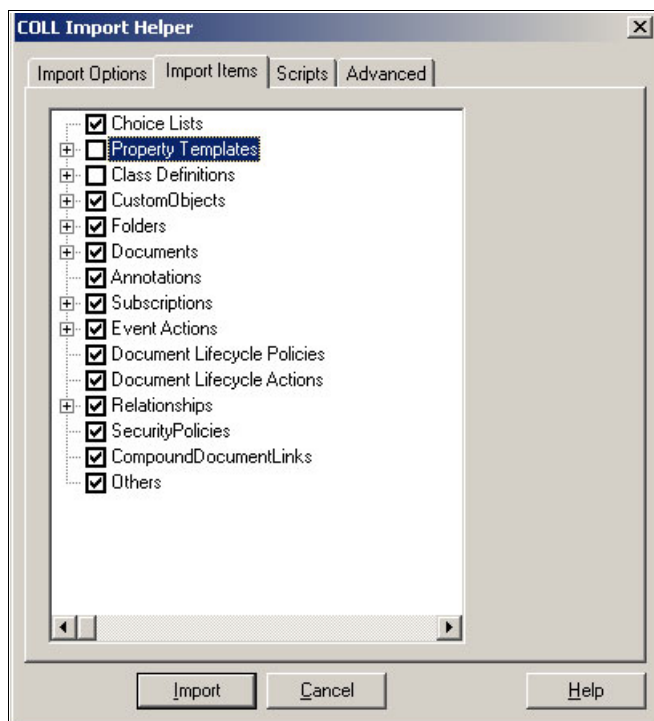 COLL Import Helper
Import Options Import Items Scripts Advanced
Choice Lists
Property Templates
Class Definitions
CustomObjects
Folders
Documents
Annotations
Subscriptions
Event Actions
Document Lifecycle Policies
Document Lifecycle Actions
Relationships
SecurityPolicies
CompoundDocumentLinks
Others
Import Cancel Help